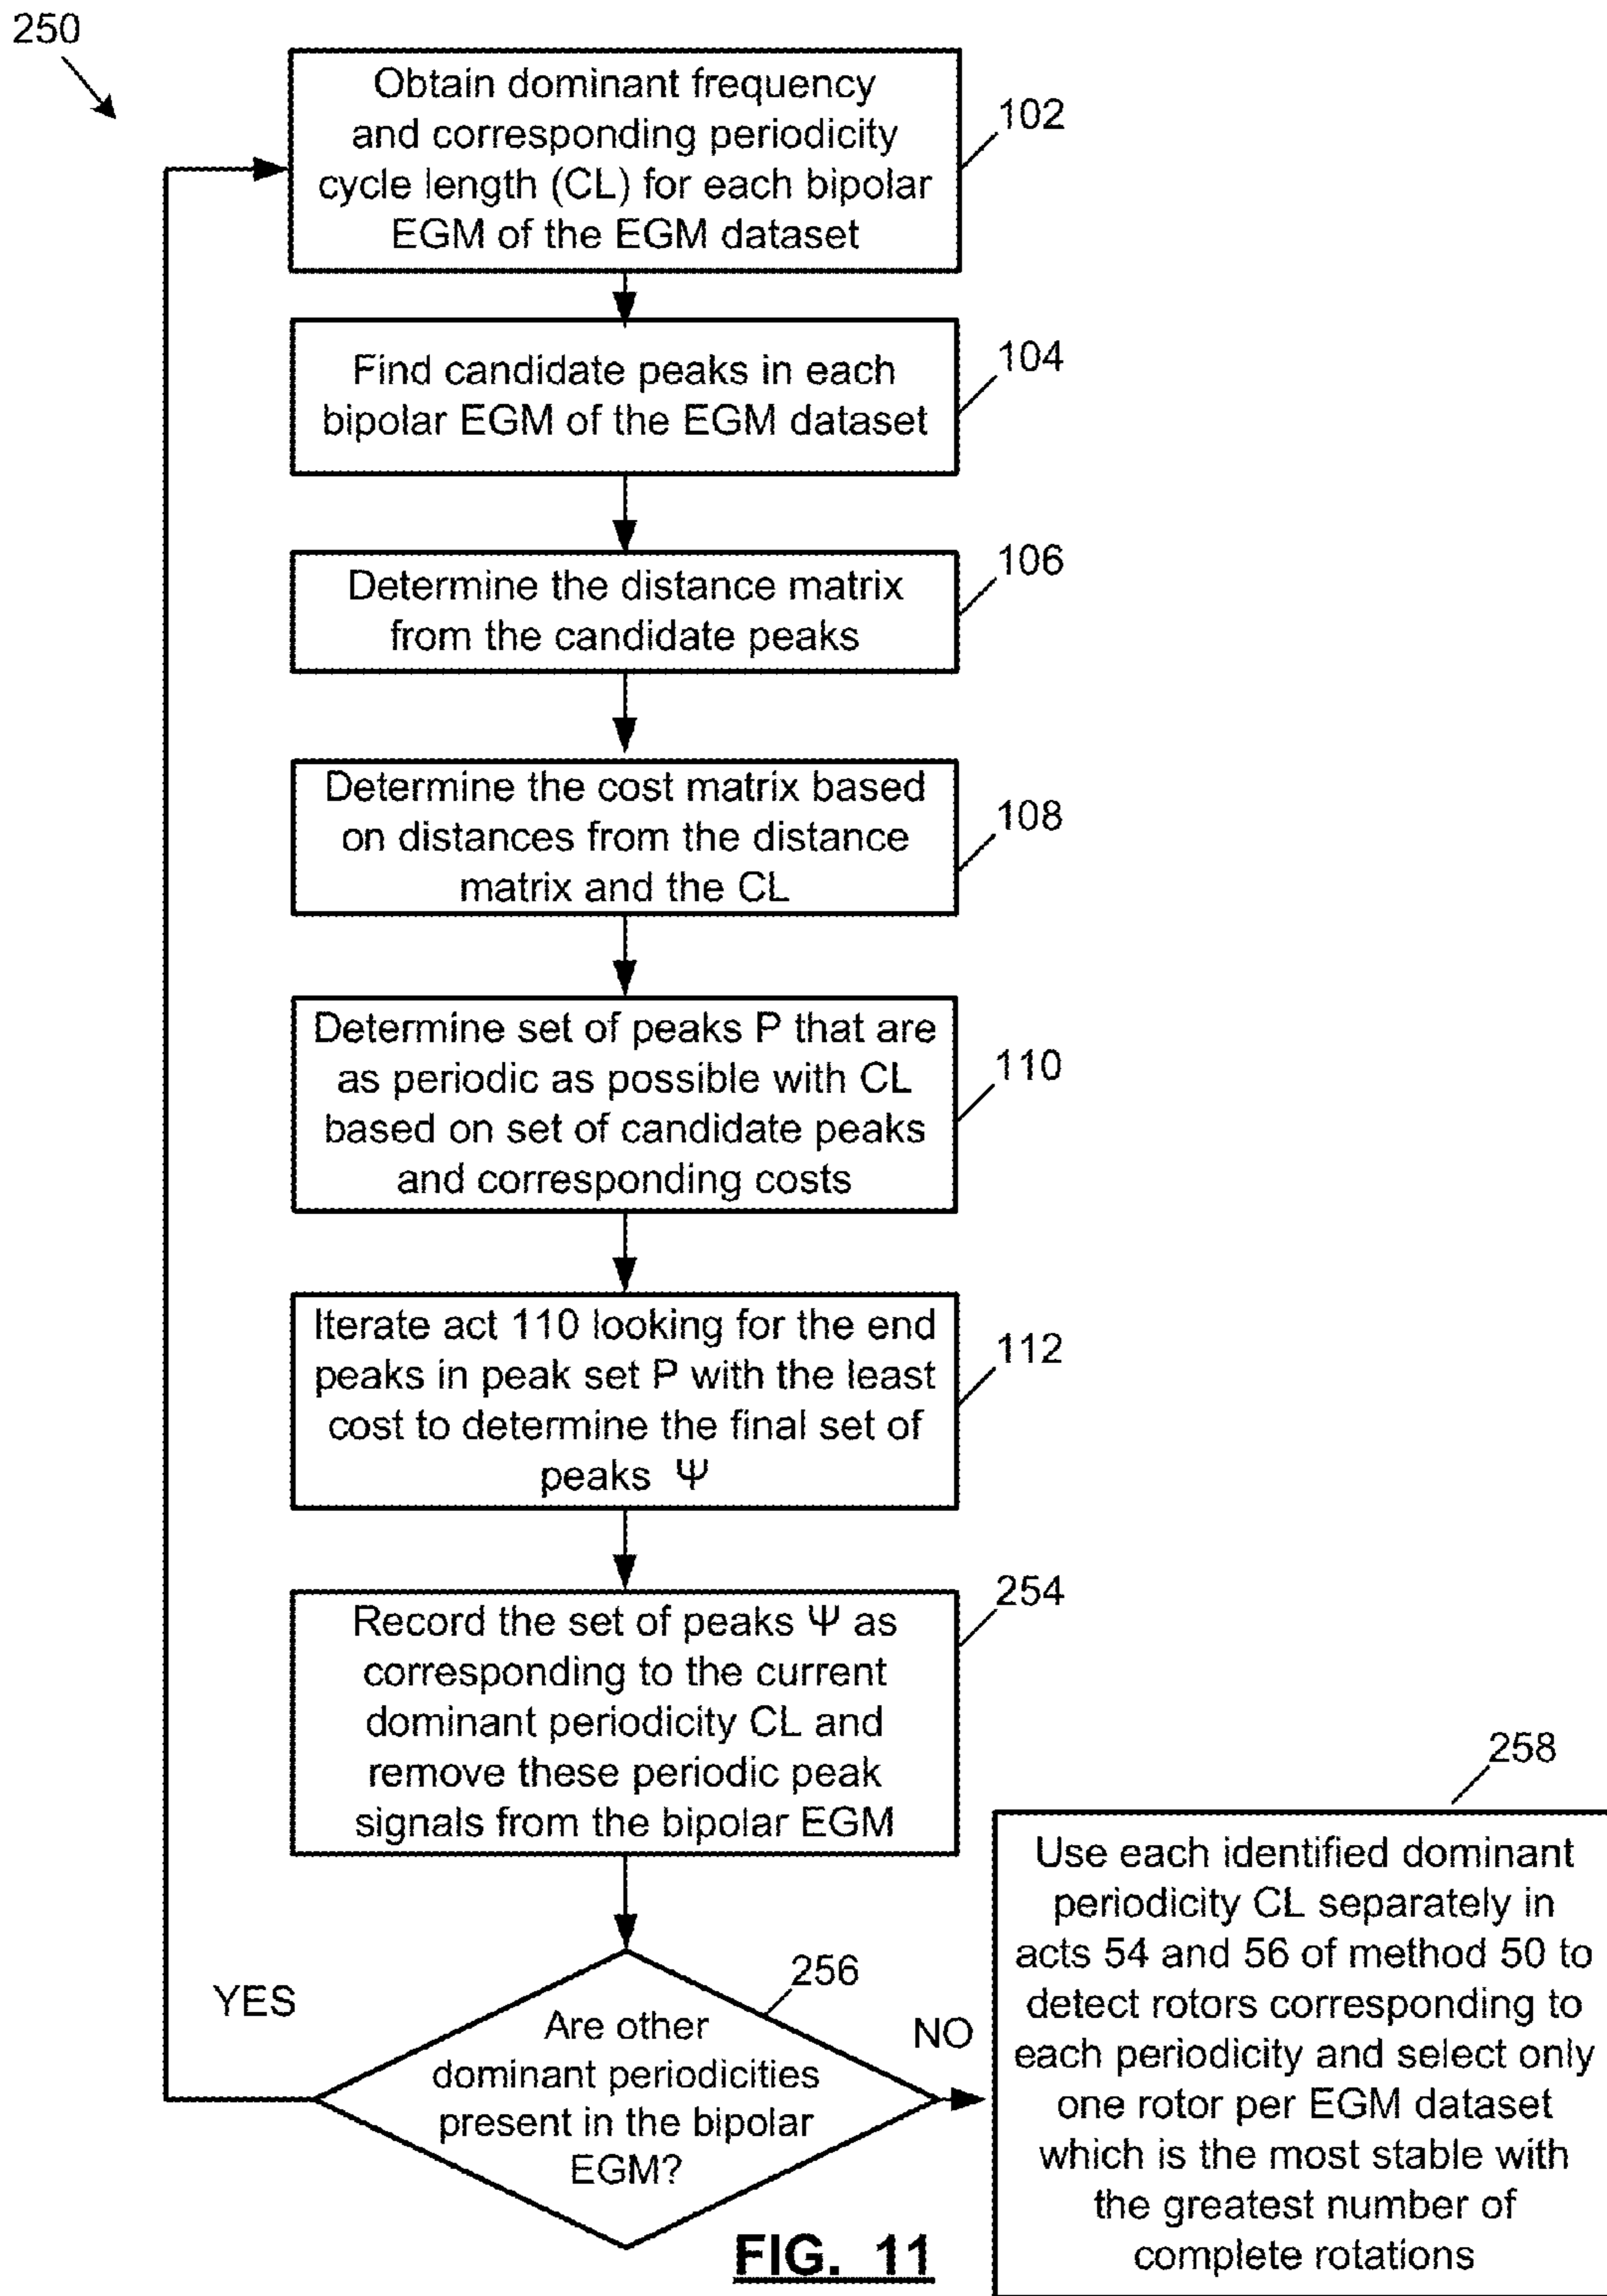 250
Obtain dominant frequency
and corresponding periodicity
cycle length (CL) for each bipolar
EGM of the EGM dataset
102
Find candidate peaks in each
bipolar EGM of the EGM dataset
104
Determine the distance matrix
from the candidate peaks
106
Determine the cost matrix based
on distances from the distance
matrix and the CL
108
Determine set of peaks P that are
as periodic as possible with CL
based on set of candidate peaks
and corresponding costs
110
Iterate act 110 looking for the end
peaks in peak set P with the least
cost to determine the final set of
peaks Ψ
112
Record the set of peaks Ψ as
corresponding to the current
dominant periodicity CL and
remove these periodic peak
signals from the bipolar EGM
254
Are other
dominant periodicities
present in the bipolar
EGM?
256
YES
NO
258
Use each identified dominant
periodicity CL separately in
acts 54 and 56 of method 50 to
detect rotors corresponding to
each periodicity and select only
one rotor per EGM dataset
which is the most stable with
the greatest number of
complete rotations
FIG. 11